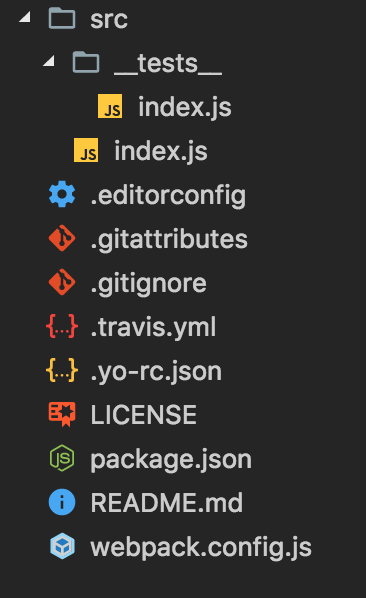 src
__tests__
JS index.js
JS index.js
.editorconfig
.gitattributes
.gitignore
{...} .travis.yml
{...} .yo-rc.json
LICENSE
JS package.json
i README.md
webpack.config.js